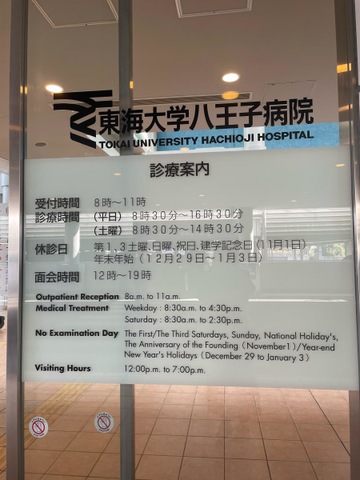 東海大学八王子病院
TOKAI UNIVERSITY HACHIOJI HOSPITAL
診療案内
受付時間 8時~11時
診療時間 (平日) 8時30分~16時30分
(土曜) 8時30分~14時30分
休診日 第1、3土曜、日曜、祝日、建学記念日(11月1日)
年末年始(12月29日~1月3日)
面会時間 12時~19時
Outpatient Reception 8a.m. to 11a.m.
Medical Treatment Weekday : 8:30a.m. to 4:30p.m.
Saturday : 8:30a.m. to 2:30p.m.
No Examination Day The First/The Third Saturdays, Sunday, National Holiday's,
The Anniversary of the Founding (November1)/Year-end
New Year's Holidays (December 29 to January 3)
Visiting Hours 12:00p.m. to 7:00p.m.